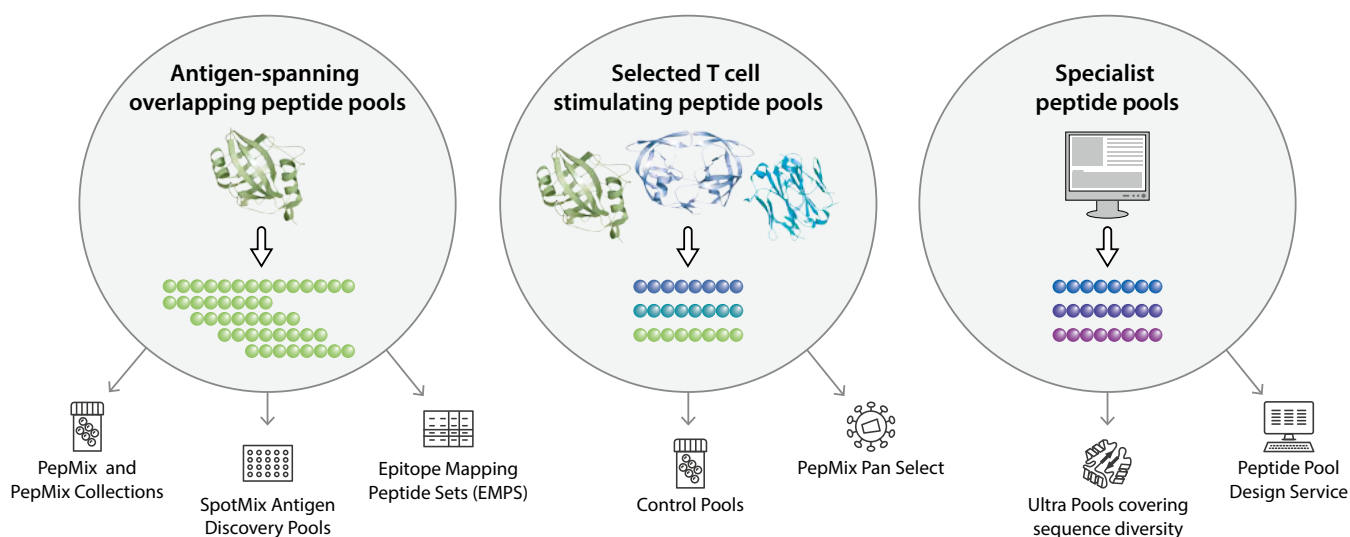 Antigen-spanning
overlapping peptide pools
Selected T cell
stimulating peptide pools
Specialist
peptide pools
PepMix and
PepMix Collections
SpotMix Antigen
Discovery Pools
Epitope Mapping
Peptide Sets (EMPS)
Control Pools
PepMix Pan Select
Ultra Pools covering
sequence diversity
Peptide Pool
Design Service